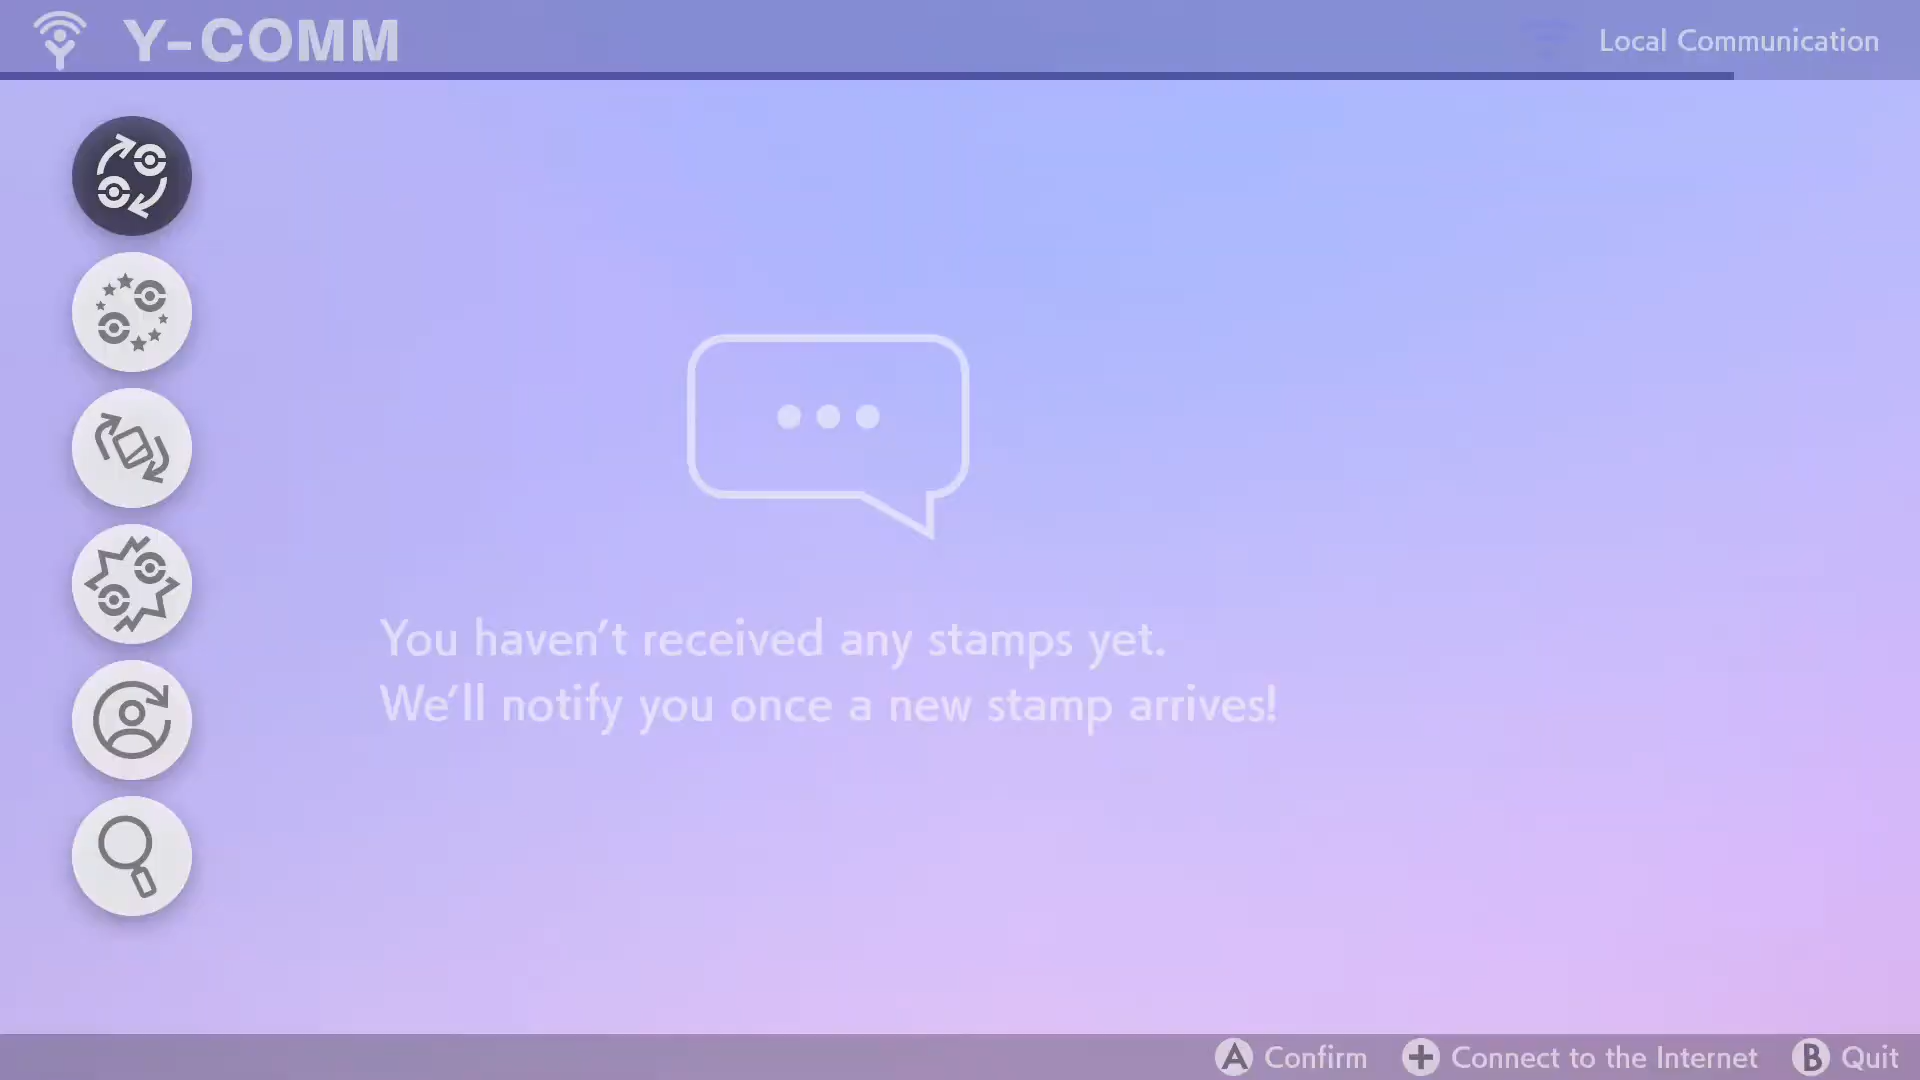 Y-COMM
Local Communication
You haven't received any stamps yet.
We'll notify you once a new stamp arrives!
A Confirm + Connect to the Internet B Quit